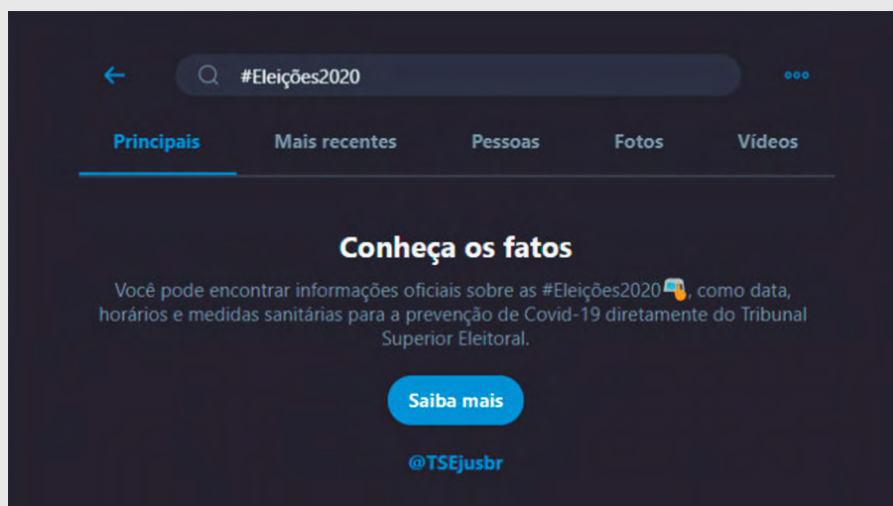 #Eleições2020
Principais Mais recentes Pessoas Fotos Vídeos
Conheça os fatos
Você pode encontrar informações oficiais sobre as #Eleições2020, como data,
horários e medidas sanitárias para a prevenção de Covid-19 diretamente do Tribunal
Superior Eleitoral.
Saiba mais
@TSEjusbr